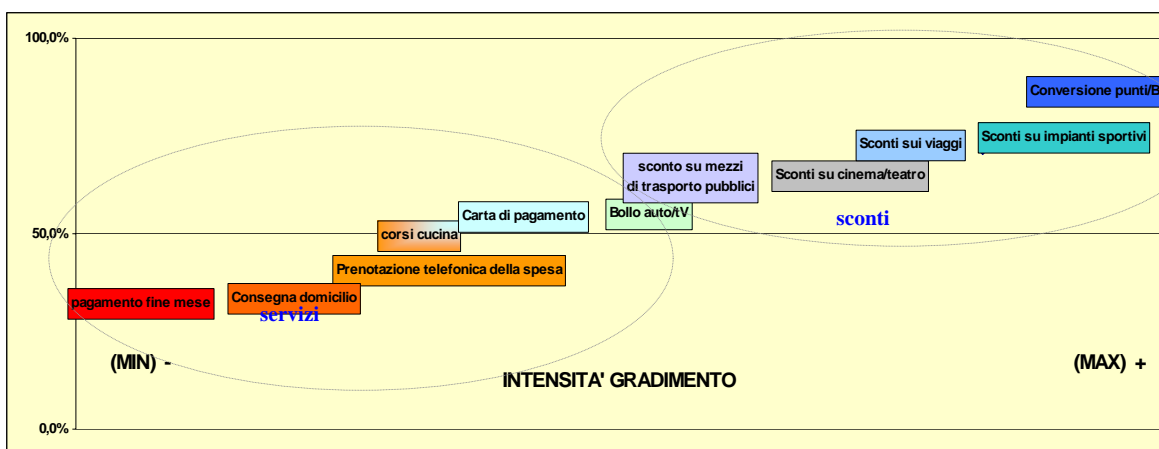 100,0%
Conversione punti/B
Sconti su impianti sportivi
Sconti sui viaggi
sconto su mezzi
di trasporto pubblici
Sconti su cinema/teatro
Carta di pagamento
Bollo auto/tV
sconti
corsi cucina
50,0%
Prenotazione telefonica della spesa
pagamento fine mese
Consegna domicilio
servizi
(MIN) -
INTENSITA' GRADIMENTO
(MAX) +
0,0%